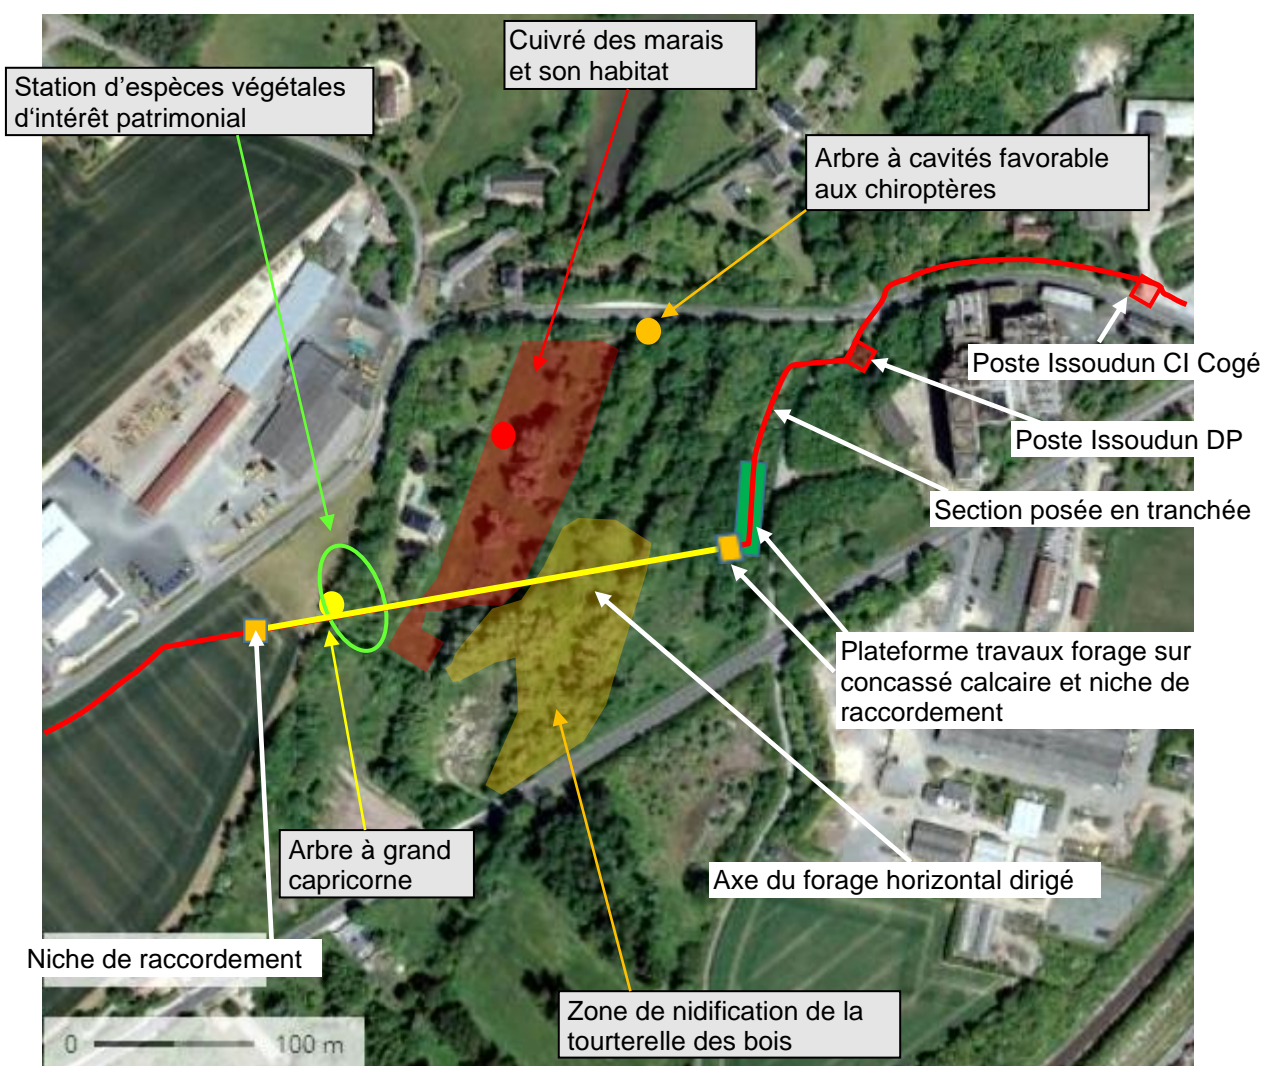 Cuivré des marais
et son habitat
Station d'espèces végétales
d'intérêt patrimonial
Arbre à cavités favorable
aux chiroptères
Poste Issoudun CI Cogé
Poste Issoudun DP
Section posée en tranchée
Plateforme travaux forage sur
concassé calcaire et niche de
raccordement
Arbre à grand
capricorne
Axe du forage horizontal dirigé
Niche de raccordement
Zone de nidification de la
tourterelle des bois
0 100 m